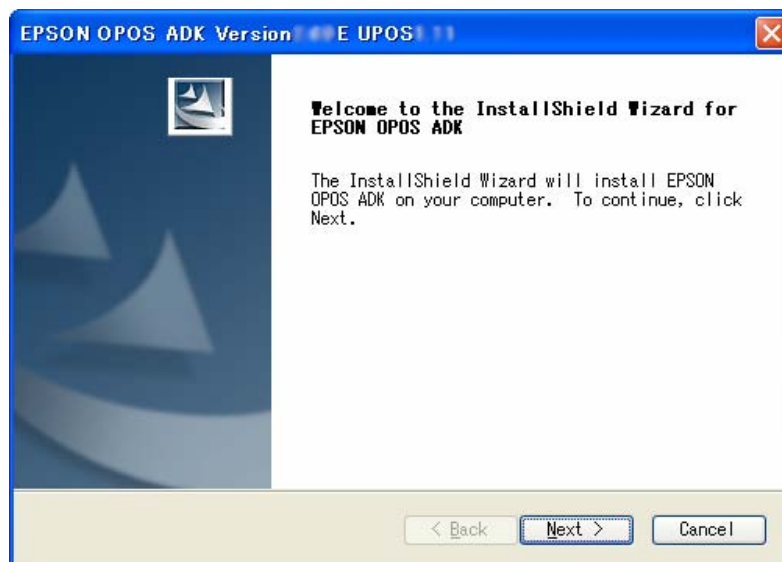 EPSON OPOS ADK Version E UPOS
Welcome to the InstallShield Wizard for
EPSON OPOS ADK
The InstallShield Wizard will install EPSON
OPOS ADK on your computer. To continue, click
Next.
< Back Next > Cancel